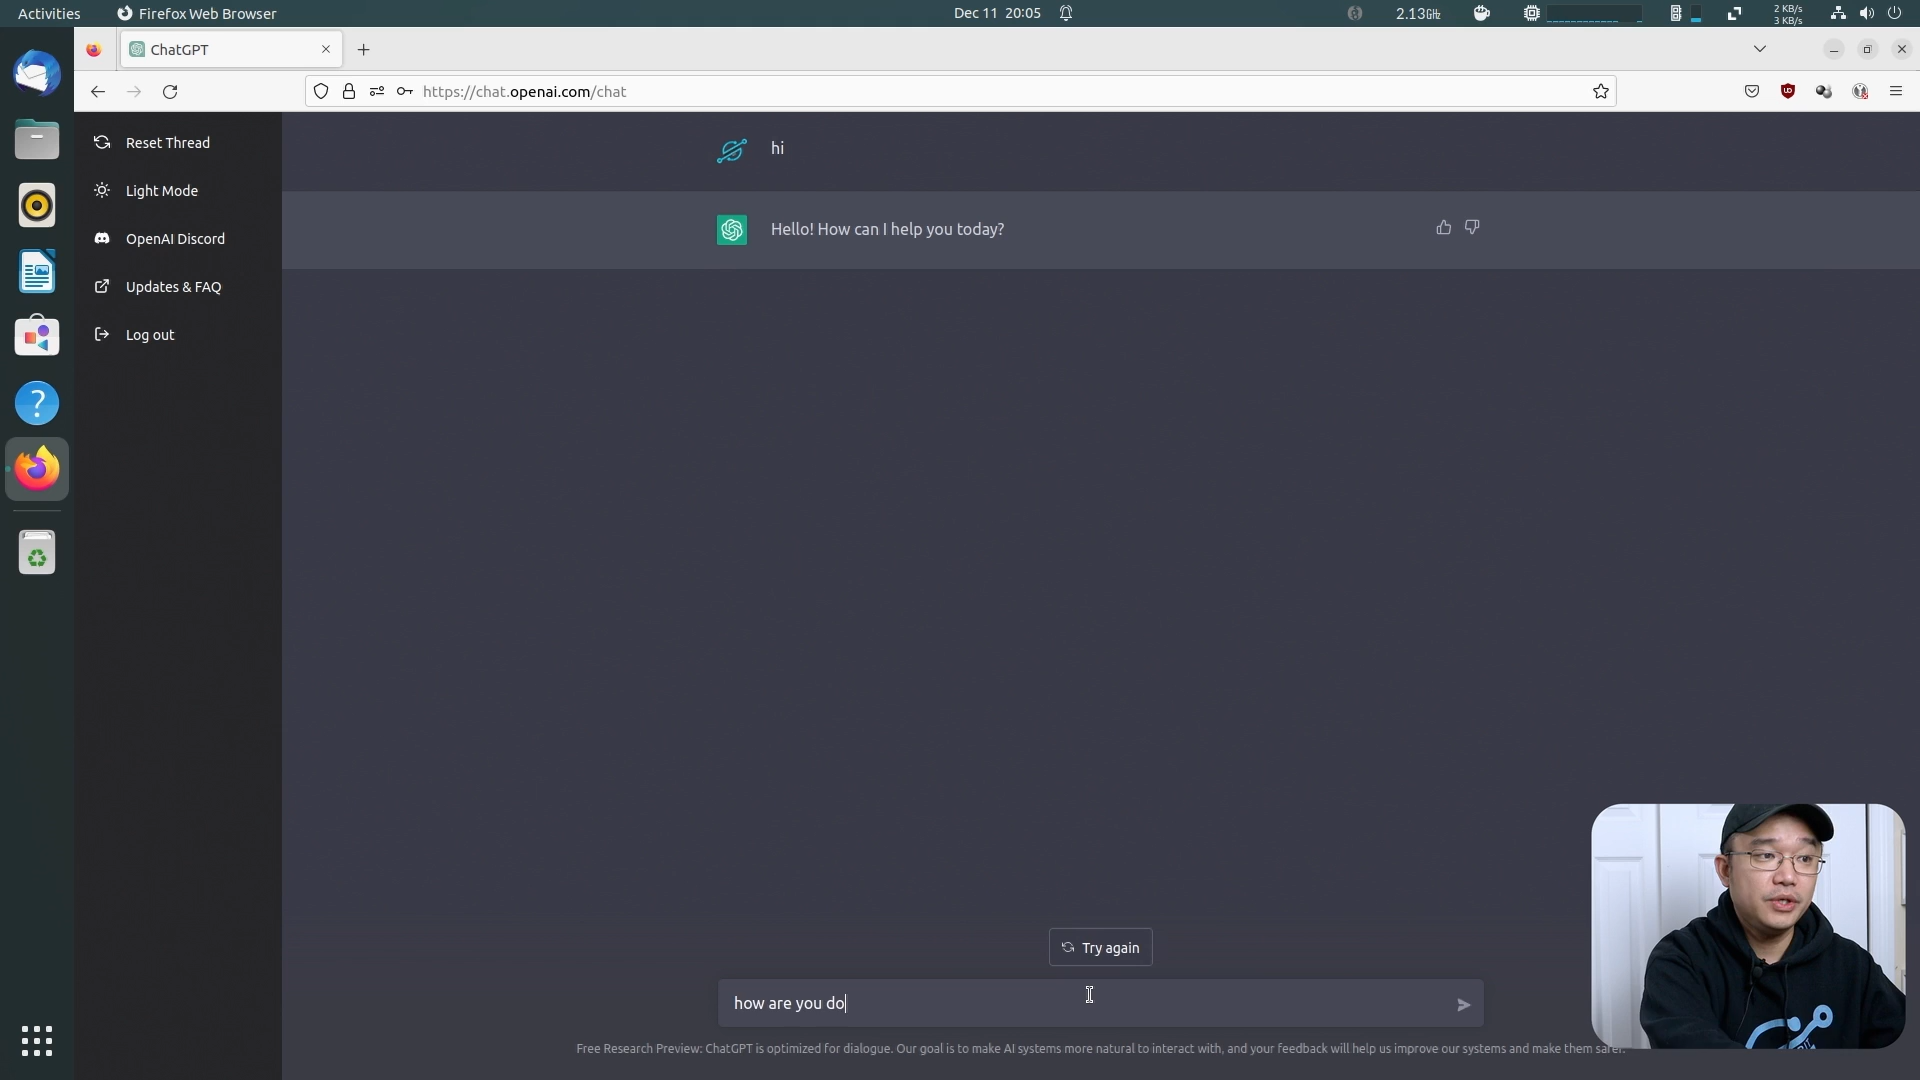 Activities
Firefox Web Browser
Dec 11 20:05
2.13GHz
2 KB/s
3 KB/s
ChatGPT
https://chat.openai.com/chat
Reset Thread
Light Mode
OpenAI Discord
Updates & FAQ
Log out
hi
Hello! How can I help you today?
Try again
how are you do
Free Research Preview: ChatGPT is optimized for dialogue. Our goal is to make AI systems more natural to interact with, and your feedback will help us improve our systems and make them safer.